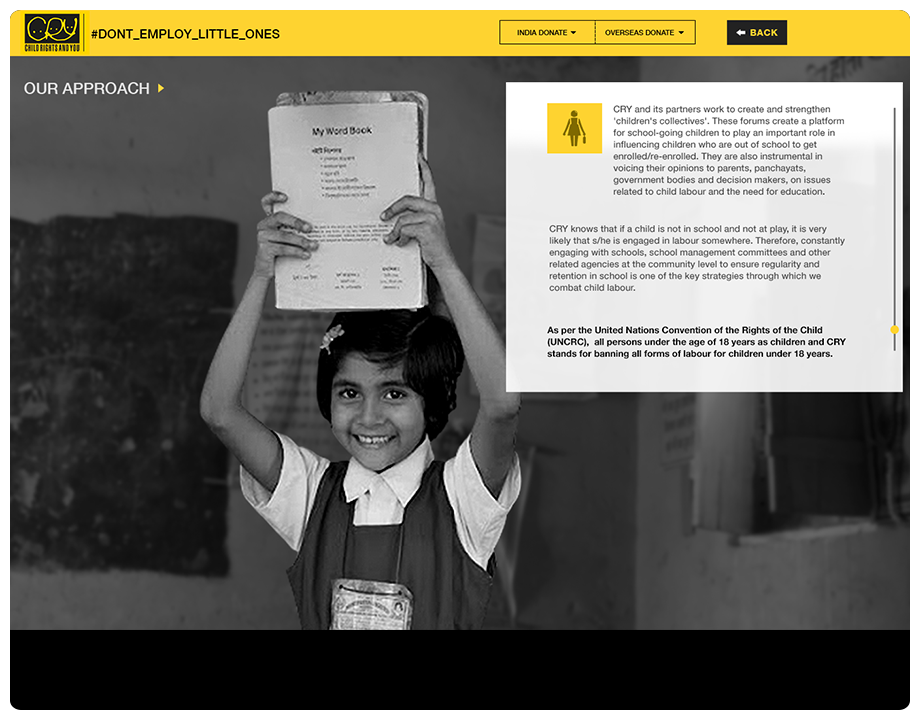 CRY
CHILD RIGHTS AND YOU
#DONT_EMPLOY_LITTLE_ONES
INDIA DONATE
OVERSEAS DONATE
BACK
OUR APPROACH
My Word Book
CRY and its partners work to create and strengthen
'children's collectives'. These forums create a platform
for school-going children to play an important role in
influencing children who are out of school to get
enrolled/re-enrolled. They are also instrumental in
voicing their opinions to parents, panchayats,
government bodies and decision makers, on issues
related to child labour and the need for education.
CRY knows that if a child is not in school and not at play, it is very
likely that s/he is engaged in labour somewhere. Therefore, constantly
engaging with schools, school management committees and other
related agencies at the community level to ensure regularity and
retention in school is one of the key strategies through which we
combat child labour.
As per the United Nations Convention of the Rights of the Child
(UNCRC),  all persons under the age of 18 years as children and CRY
stands for banning all forms of labour for children under 18 years.